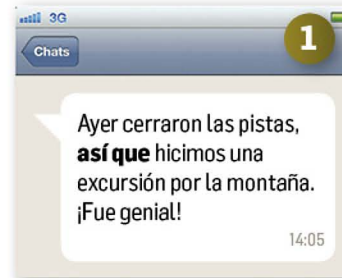 3G
1
Chats
Ayer cerraron las pistas,
así que hicimos una
excursión por la montaña.
¡Fue genial!
14:05